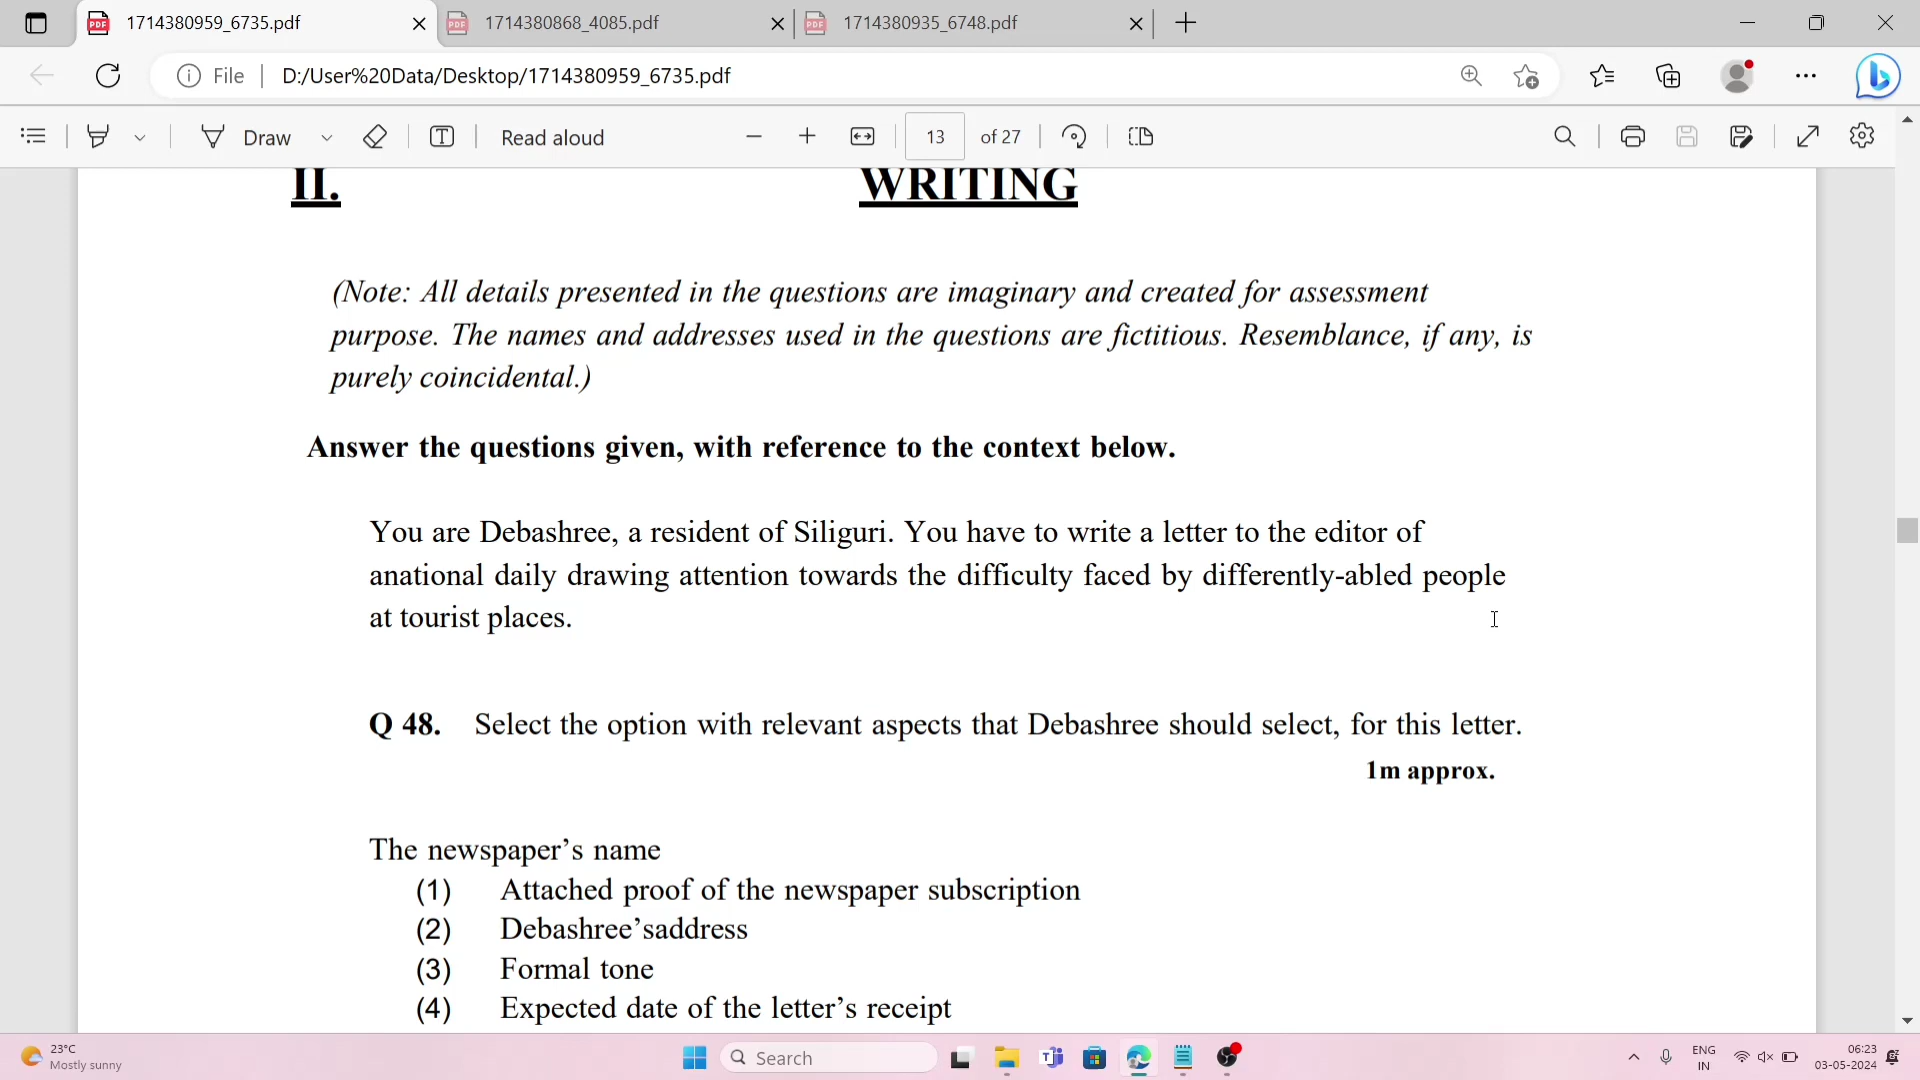 1714380959_6735.pdf
1714380868_4085.pdf
1714380935_6748.pdf
File
D:/User%20Data/Desktop/1714380959_6735.pdf
Draw
Read aloud
13
of 27
II.
WRITING
(Note: All details presented in the questions are imaginary and created for assessment
purpose. The names and addresses used in the questions are fictitious. Resemblance, if any, is
purely coincidental.)
Answer the questions given, with reference to the context below.
You are Debashree, a resident of Siliguri. You have to write a letter to the editor of
anational daily drawing attention towards the difficulty faced by differently-abled people
at tourist places.
Q 48. Select the option with relevant aspects that Debashree should select, for this letter.
1m approx.
The newspaper's name
(1) Attached proof of the newspaper subscription
(2) Debashree'saddress
(3) Formal tone
(4) Expected date of the letter's receipt
23°C
Mostly sunny
Search
ENG
IN
06:23
03-05-2024